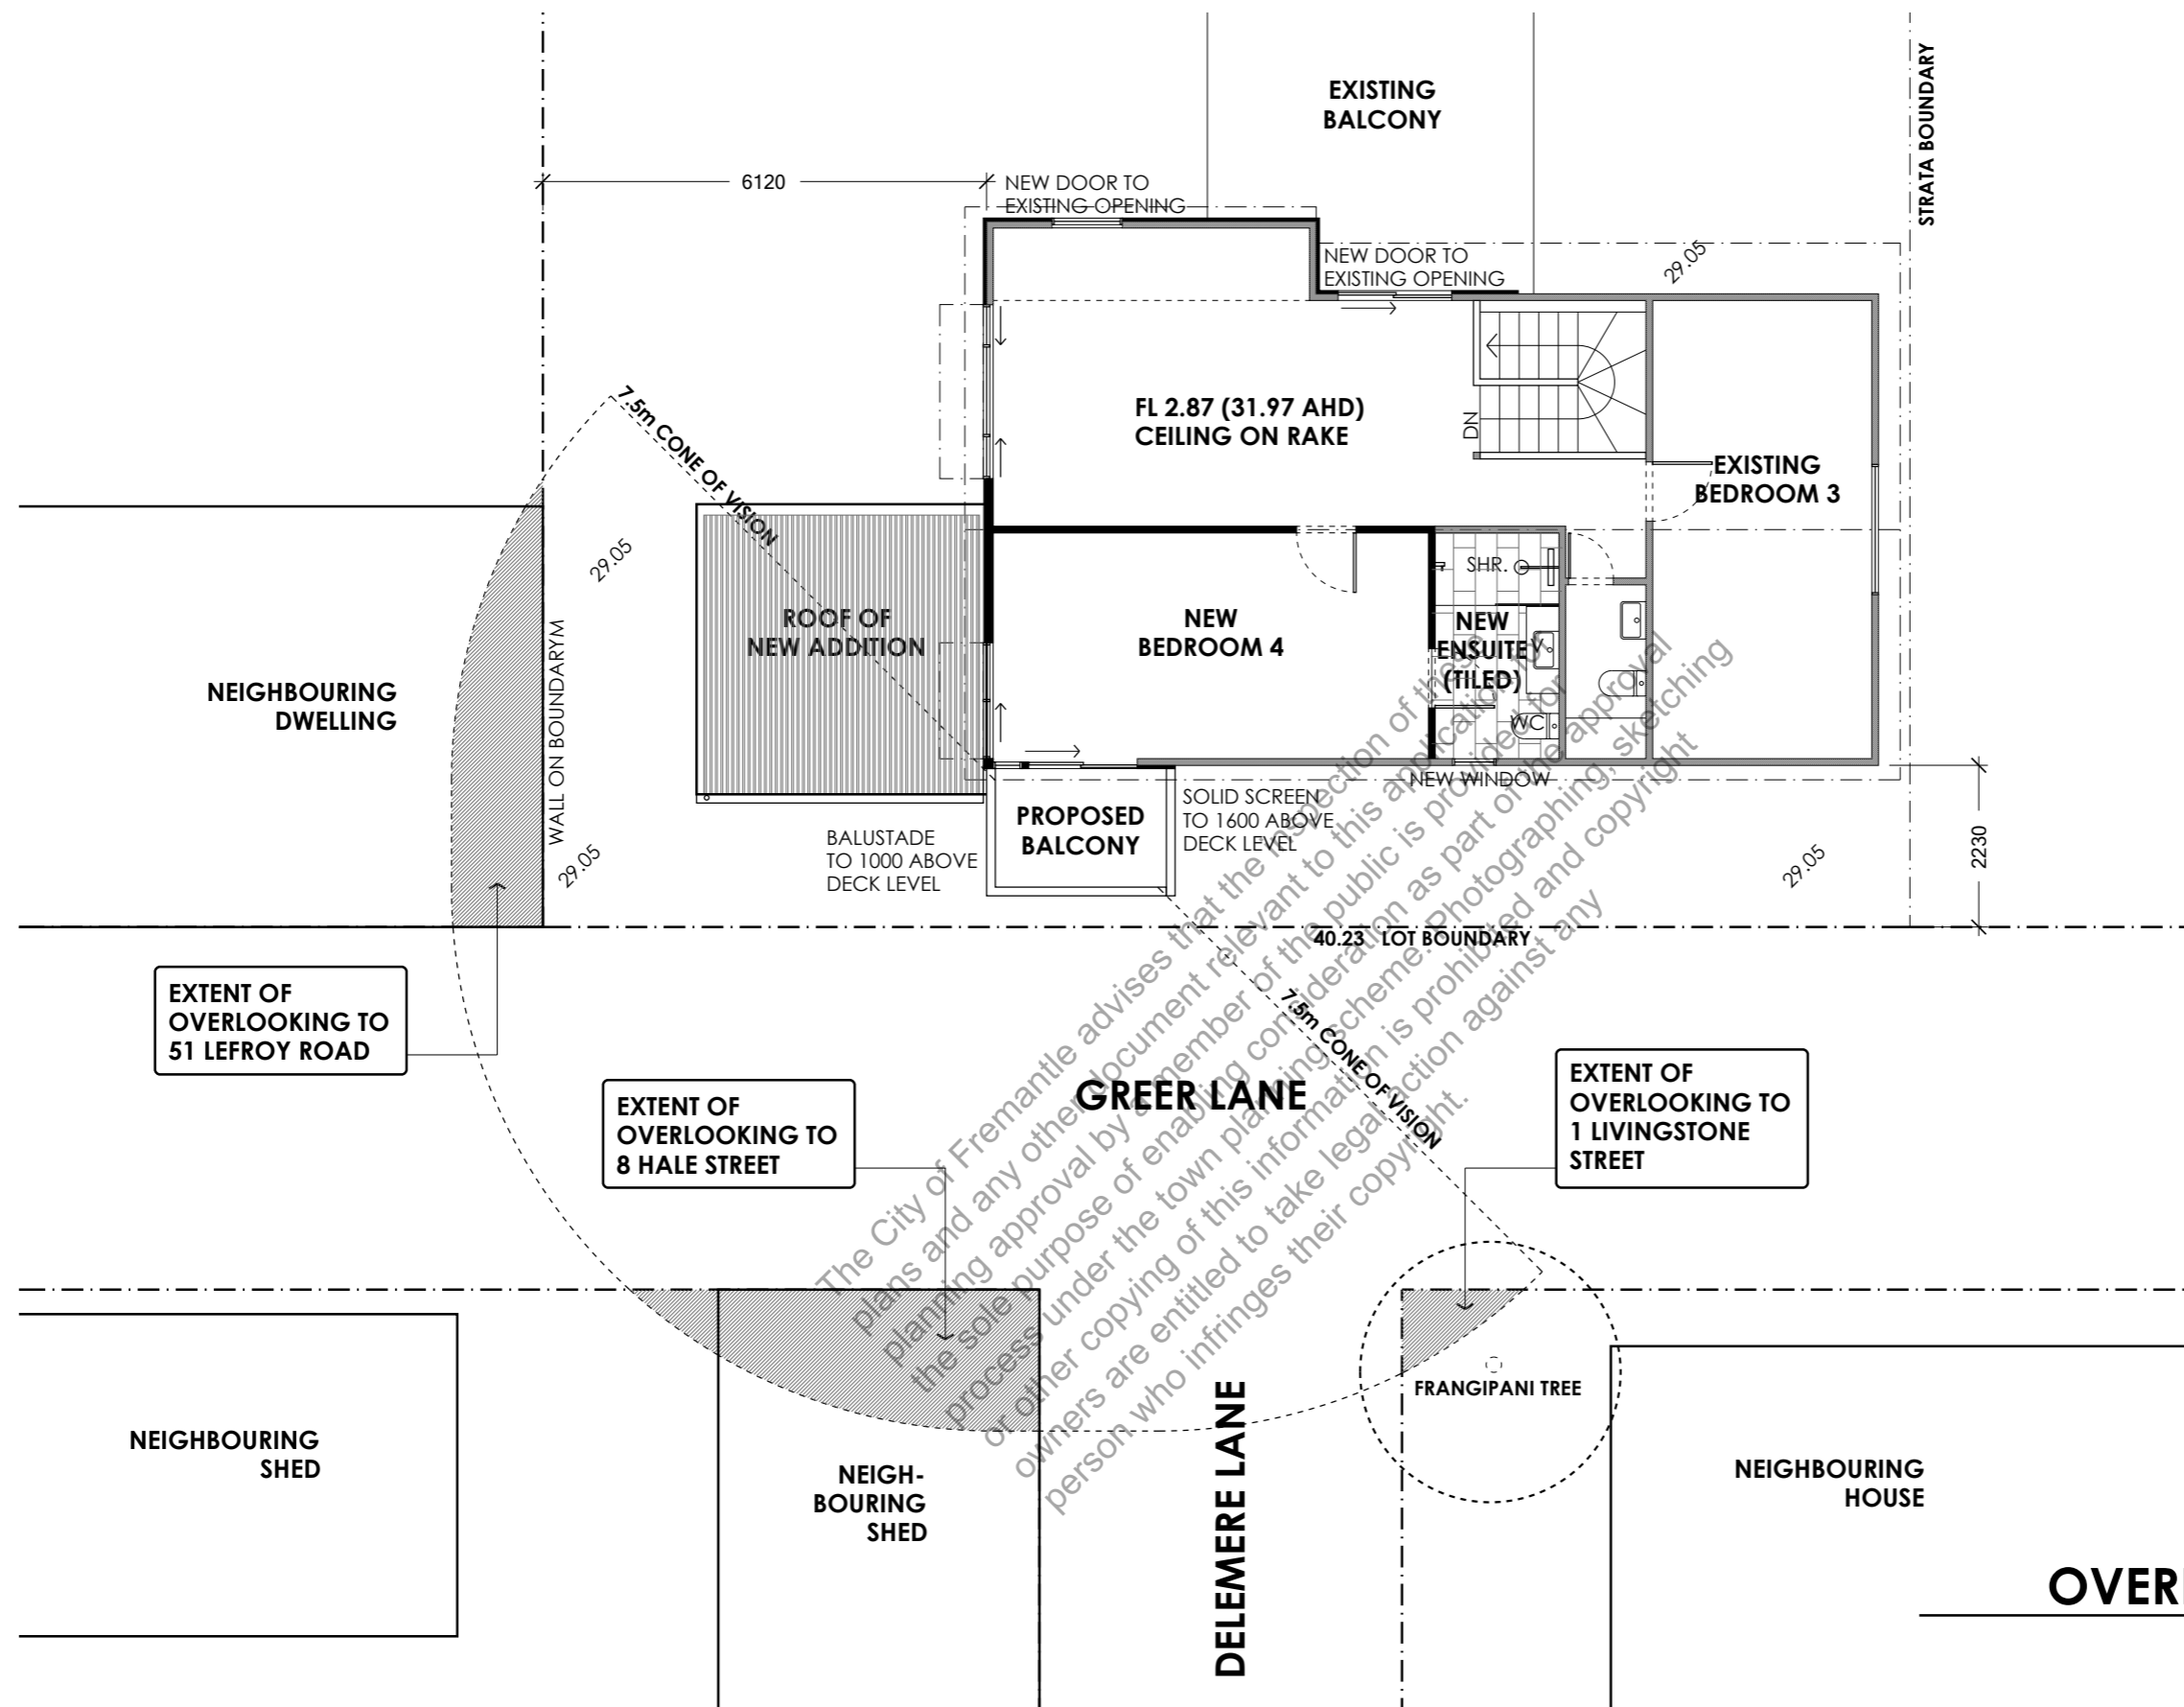 EXISTING
BALCONY
STRATA BOUNDARY
6120
NEW DOOR TO
EXISTING OPENING
NEW DOOR TO
EXISTING OPENING
29.05
7.5m CONE OF VISION
FL 2.87 (31.97 AHD)
CEILING ON RAKE
DN
EXISTING
BEDROOM 3
29.05
SHR.
ROOF OF
NEW ADDITION
NEW
BEDROOM 4
NEW
ENSUITE
(TILED)
V
WC
NEIGHBOURING
DWELLING
WALL ON BOUNDARYM
NEW WINDOW
PROPOSED
BALCONY
SOLID SCREEN
TO 1600 ABOVE
DECK LEVEL
BALUSTADE
TO 1000 ABOVE
DECK LEVEL
29.05
29.05
2230
40.23 LOT BOUNDARY
EXTENT OF
OVERLOOKING TO
51 LEFROY ROAD
7.5m CONE OF VISION
GREER LANE
EXTENT OF
OVERLOOKING TO
8 HALE STREET
EXTENT OF
OVERLOOKING TO
1 LIVINGSTONE
STREET
The City of Fremantle advises that the inspection of these
plans and any other document relevant to this application for
planning approval by a member of the public is provided for
the sole purpose of enabling consideration as part of the approval
process under the town planning scheme. Photographing, sketching
or other copying of this information is prohibited and copyright
owners are entitled to take legal action against any
person who infringes their copyright.
FRANGIPANI TREE
NEIGHBOURING
SHED
NEIGH-
BOURING
SHED
DELEMERE LANE
NEIGHBOURING
HOUSE
OVER